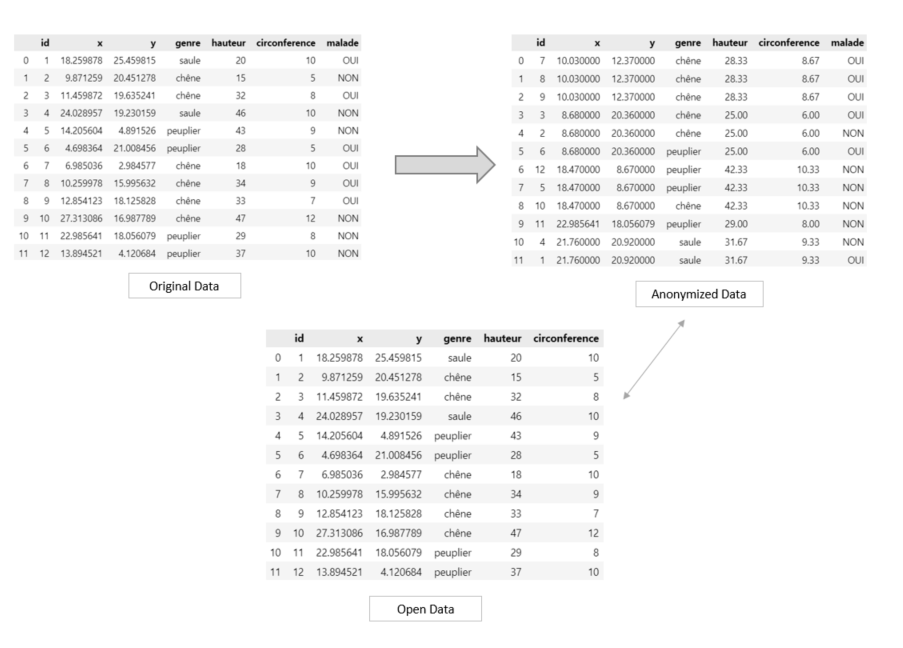 id x y genre hauteur circonference malade
0 1 18.259878 25.459815 saule 20 10 OUI
1 2 9.871259 20.451278 chêne 15 5 NON
2 3 11.459872 19.635241 chêne 32 8 OUI
3 4 24.028957 19.230159 saule 46 10 NON
4 5 14.205604 4.891526 peuplier 43 9 NON
5 6 4.698364 21.008456 peuplier 28 5 OUI
6 7 6.985036 2.984577 chêne 18 10 OUI
7 8 10.259978 15.995632 chêne 34 9 OUI
8 9 12.854123 18.125828 chêne 33 7 OUI
9 10 27.313086 16.987789 chêne 47 12 NON
10 11 22.985641 18.056079 peuplier 29 8 NON
11 12 13.894521 4.120684 peuplier 37 10 NON
Original Data
id x y genre hauteur circonference malade
0 7 10.030000 12.370000 chêne 28.33 8.67 OUI
1 8 10.030000 12.370000 chêne 28.33 8.67 OUI
2 9 10.030000 12.370000 chêne 28.33 8.67 OUI
3 3 8.680000 20.360000 chêne 25.00 6.00 OUI
4 2 8.680000 20.360000 chêne 25.00 6.00 NON
5 6 8.680000 20.360000 peuplier 25.00 6.00 OUI
6 12 18.470000 8.670000 peuplier 42.33 10.33 NON
7 5 18.470000 8.670000 peuplier 42.33 10.33 NON
8 10 18.470000 8.670000 chêne 42.33 10.33 NON
9 11 22.985641 18.056079 peuplier 29.00 8.00 NON
10 4 21.760000 20.920000 saule 31.67 9.33 NON
11 1 21.760000 20.920000 saule 31.67 9.33 OUI
Anonymized Data
id x y genre hauteur circonference
0 1 18.259878 25.459815 saule 20 10
1 2 9.871259 20.451278 chêne 15 5
2 3 11.459872 19.635241 chêne 32 8
3 4 24.028957 19.230159 saule 46 10
4 5 14.205604 4.891526 peuplier 43 9
5 6 4.698364 21.008456 peuplier 28 5
6 7 6.985036 2.984577 chêne 18 10
7 8 10.259978 15.995632 chêne 34 9
8 9 12.854123 18.125828 chêne 33 7
9 10 27.313086 16.987789 chêne 47 12
10 11 22.985641 18.056079 peuplier 29 8
11 12 13.894521 4.120684 peuplier 37 10
Open Data